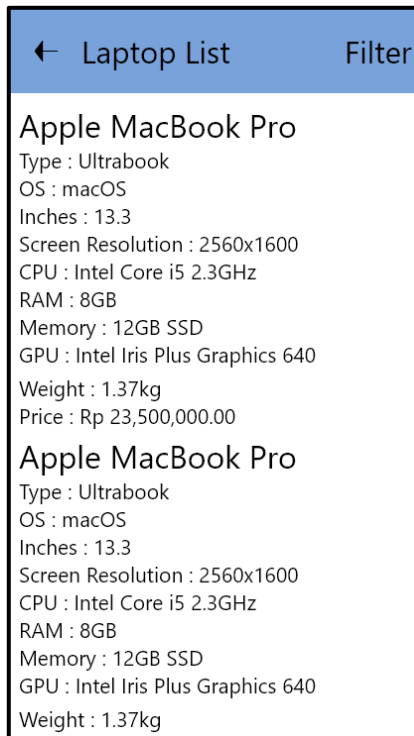 ← Laptop List Filter
Apple MacBook Pro
Type : Ultrabook
OS : macOS
Inches : 13.3
Screen Resolution : 2560x1600
CPU : Intel Core i5 2.3GHz
RAM : 8GB
Memory : 12GB SSD
GPU : Intel Iris Plus Graphics 640
Weight : 1.37kg
Price : Rp 23,500,000.00
Apple MacBook Pro
Type : Ultrabook
OS : macOS
Inches : 13.3
Screen Resolution : 2560x1600
CPU : Intel Core i5 2.3GHz
RAM : 8GB
Memory : 12GB SSD
GPU : Intel Iris Plus Graphics 640
Weight : 1.37kg